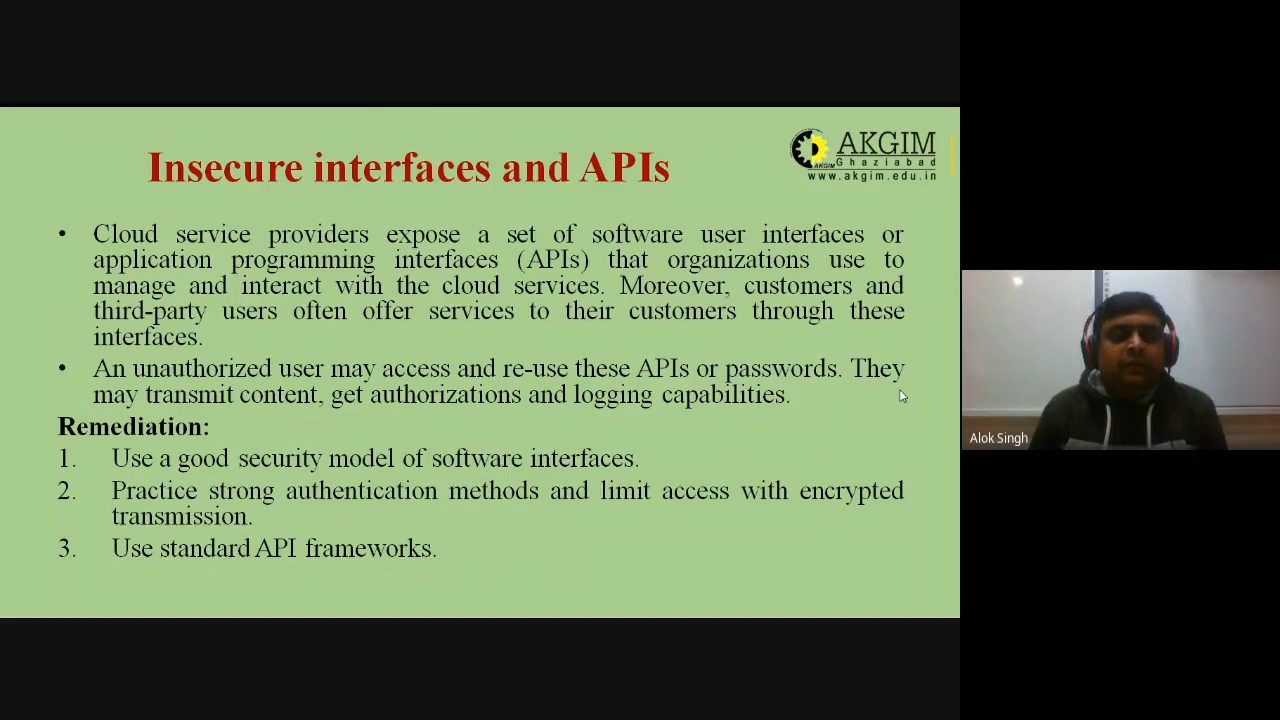 Insecure interfaces and APIs
AKGIM
Ghaziabad
www.akgim.edu.in
AKGIM
• Cloud service providers expose a set of software user interfaces or
application programming interfaces (APIs) that organizations use to
manage and interact with the cloud services. Moreover, customers and
third-party users often offer services to their customers through these
interfaces.
• An unauthorized user may access and re-use these APIs or passwords. They
may transmit content, get authorizations and logging capabilities.
Remediation:
1. Use a good security model of software interfaces.
2. Practice strong authentication methods and limit access with encrypted
transmission.
3. Use standard API frameworks.
Alok Singh